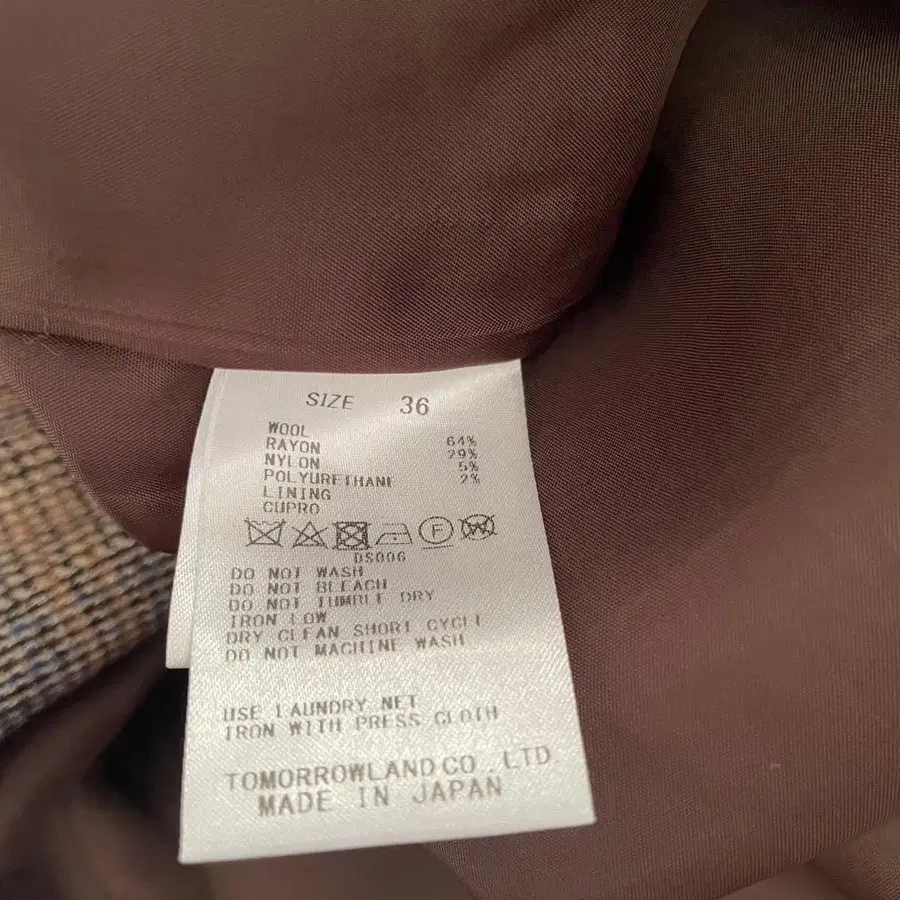 SIZE 36
WOOL 64%
RAYON 29%
NYLON 5%
POLYURETHANE 2%
LINING
CUPRO
F
W
DS006
DO NOT WASH
DO NOT BLEACH
DO NOT TUMBLE DRY
IRON LOW
DRY CLEAN SHORT CYCLE
DO NOT MACHINE WASH
USE LAUNDRY NET
IRON WITH PRESS CLOTH
TOMORROWLAND CO.,LTD
MADE IN JAPAN